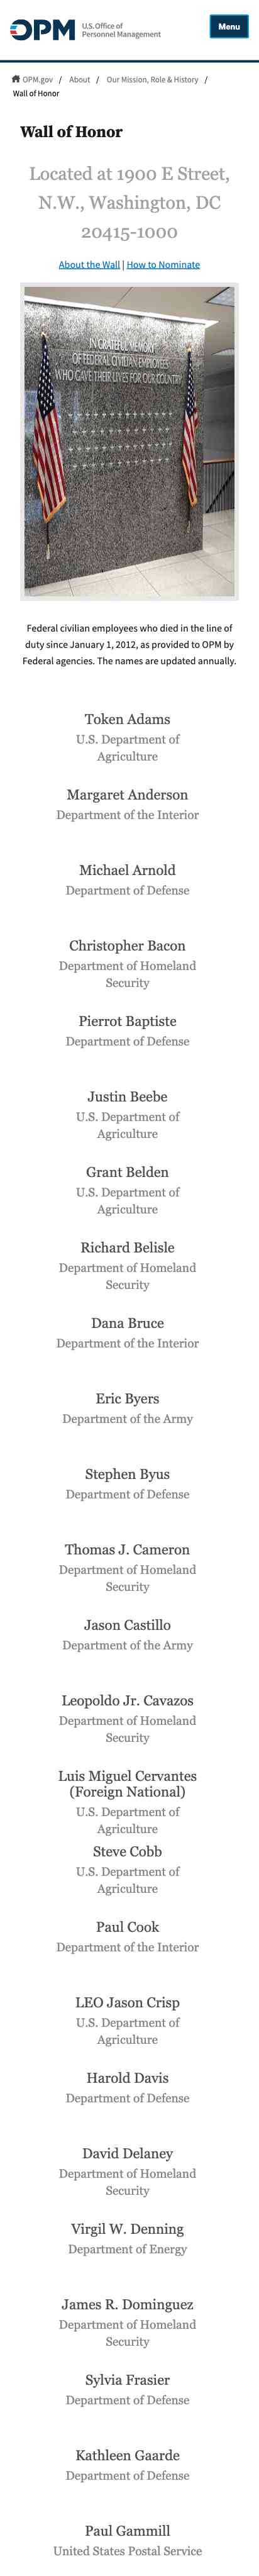 OPM
U.S. Office of
Personnel Management
Menu
OPM.gov / About / Our Mission, Role & History /
Wall of Honor
Wall of Honor
Located at 1900 E Street,
N.W., Washington, DC
20415-1000
About the Wall | How to Nominate
IN GRATEFUL MEMORY
OF FEDERAL CIVILIAN EMPLOYEES
WHO GAVE THEIR LIVES FOR OUR COUNTRY
Federal civilian employees who died in the line of
duty since January 1, 2012, as provided to OPM by
Federal agencies. The names are updated annually.
Token Adams
U.S. Department of
Agriculture
Margaret Anderson
Department of the Interior
Michael Arnold
Department of Defense
Christopher Bacon
Department of Homeland
Security
Pierrot Baptiste
Department of Defense
Justin Beebe
U.S. Department of
Agriculture
Grant Belden
U.S. Department of
Agriculture
Richard Belisle
Department of Homeland
Security
Dana Bruce
Department of the Interior
Eric Byers
Department of the Army
Stephen Byus
Department of Defense
Thomas J. Cameron
Department of Homeland
Security
Jason Castillo
Department of the Army
Leopoldo Jr. Cavazos
Department of Homeland
Security
Luis Miguel Cervantes
(Foreign National)
U.S. Department of
Agriculture
Steve Cobb
U.S. Department of
Agriculture
Paul Cook
Department of the Interior
LEO Jason Crisp
U.S. Department of
Agriculture
Harold Davis
Department of Defense
David Delaney
Department of Homeland
Security
Virgil W. Denning
Department of Energy
James R. Dominguez
Department of Homeland
Security
Sylvia Frasier
Department of Defense
Kathleen Gaarde
Department of Defense
Paul Gammill
United States Postal Service